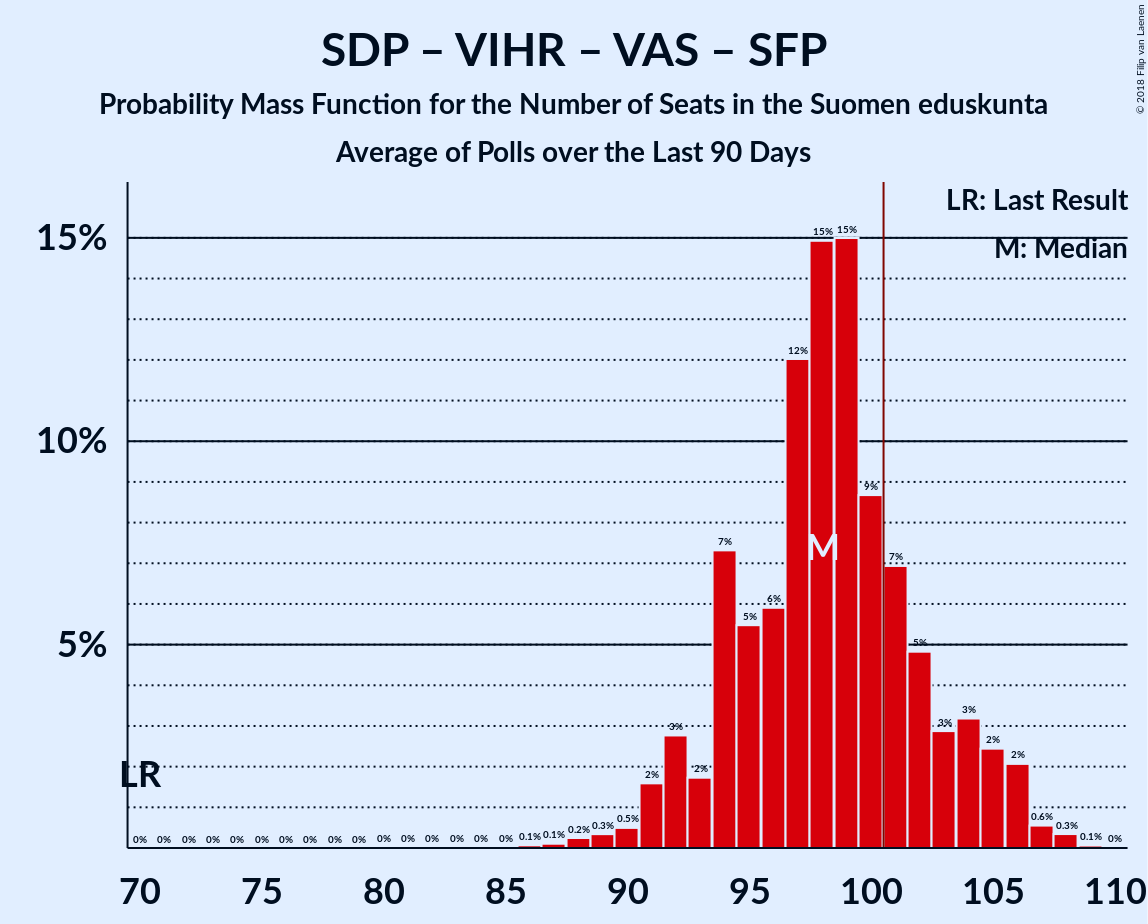 SDP – VIHR – VAS – SFP
Probability Mass Function for the Number of Seats in the Suomen eduskunta
Average of Polls over the Last 90 Days
© 2018 Filip van Laenen
LR: Last Result
M: Median
15%
10%
5%
LR
M
0% 0% 0% 0% 0% 0% 0% 0% 0% 0% 0% 0% 0% 0% 0% 0% 0.1% 0.1% 0.2% 0.3% 0.5% 2% 3% 2% 7% 5% 6% 12% 15% 15% 9% 7% 5% 3% 3% 2% 2% 0.6% 0.3% 0.1% 0%
70 75 80 85 90 95 100 105 110